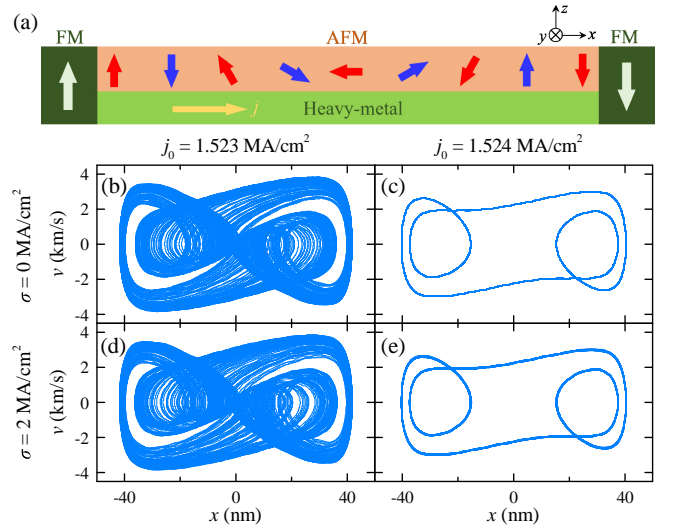 (a)
FM
AFM
FM
z
y
x
j
Heavy-metal
j₀ = 1.523 MA/cm²
j₀ = 1.524 MA/cm²
σ = 0 MA/cm²
v (km/s)
4
2
0
-2
-4
(b)
(c)
σ = 2 MA/cm²
v (km/s)
4
2
0
-2
-4
(d)
(e)
-40
0
40
-40
0
40
x (nm)
x (nm)